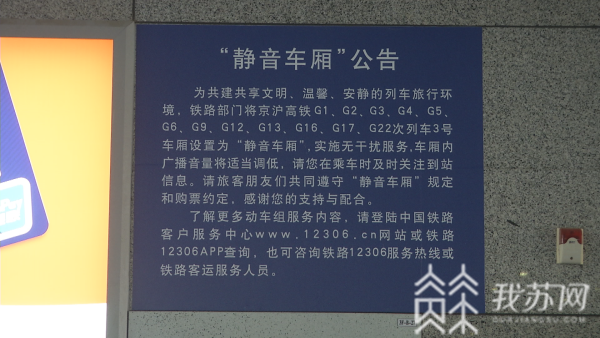 “静音车厢”公告
为共建共享文明、温馨、安静的列车旅行环
境，铁路部门将京沪高铁G1、G2、G3、G4、G5、
G6、G9、G12、G13、G16、G17、G22次列车3号
车厢设置为“静音车厢”,实施无干扰服务,车厢内
广播音量将适当调低，请您在乘车时及时关注到站
信息。请旅客朋友们共同遵守“静音车厢”规定
和购票约定，感谢您的支持与配合。
了解更多动车组服务内容，请登陆中国铁路
客户服务中心www.12306.cn网站或铁路
12306APP查询，也可咨询铁路12306服务热线或
铁路客运服务人员。
我苏网
OURJIANGSU.COM